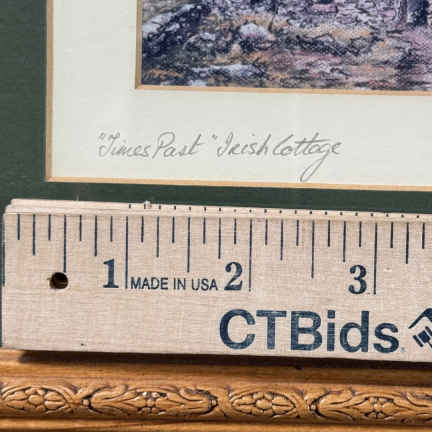 "Times Past" Irish Cottage
1 MADE IN USA 2 3
CTBids